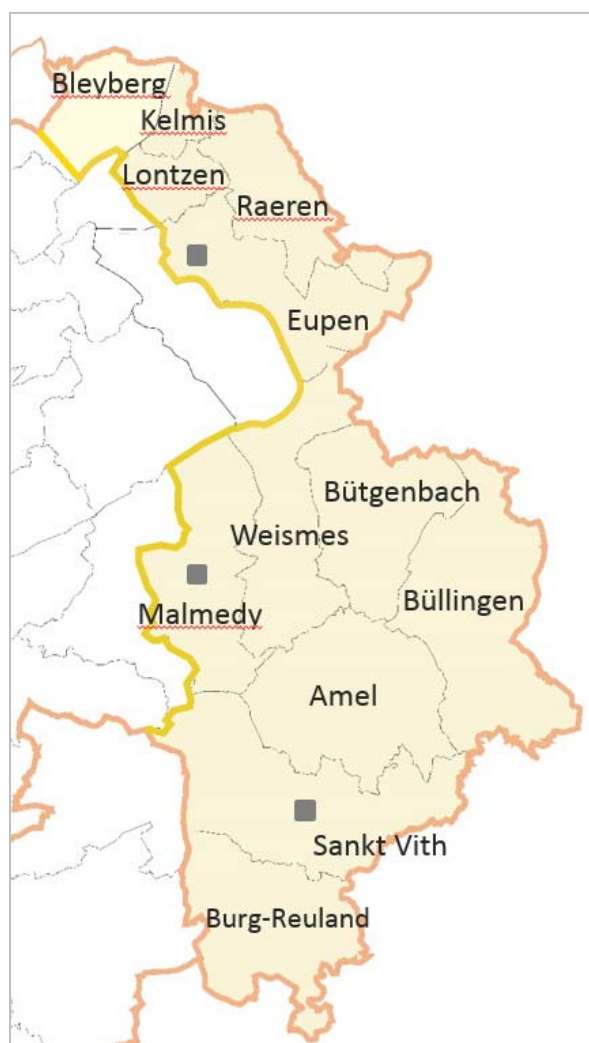 Bleyberg
Kelmis
Lontzen
Raeren
Eupen
Bütgenbach
Weismes
Büllingen
Malmedy
Amel
Sankt Vith
Burg-Reuland